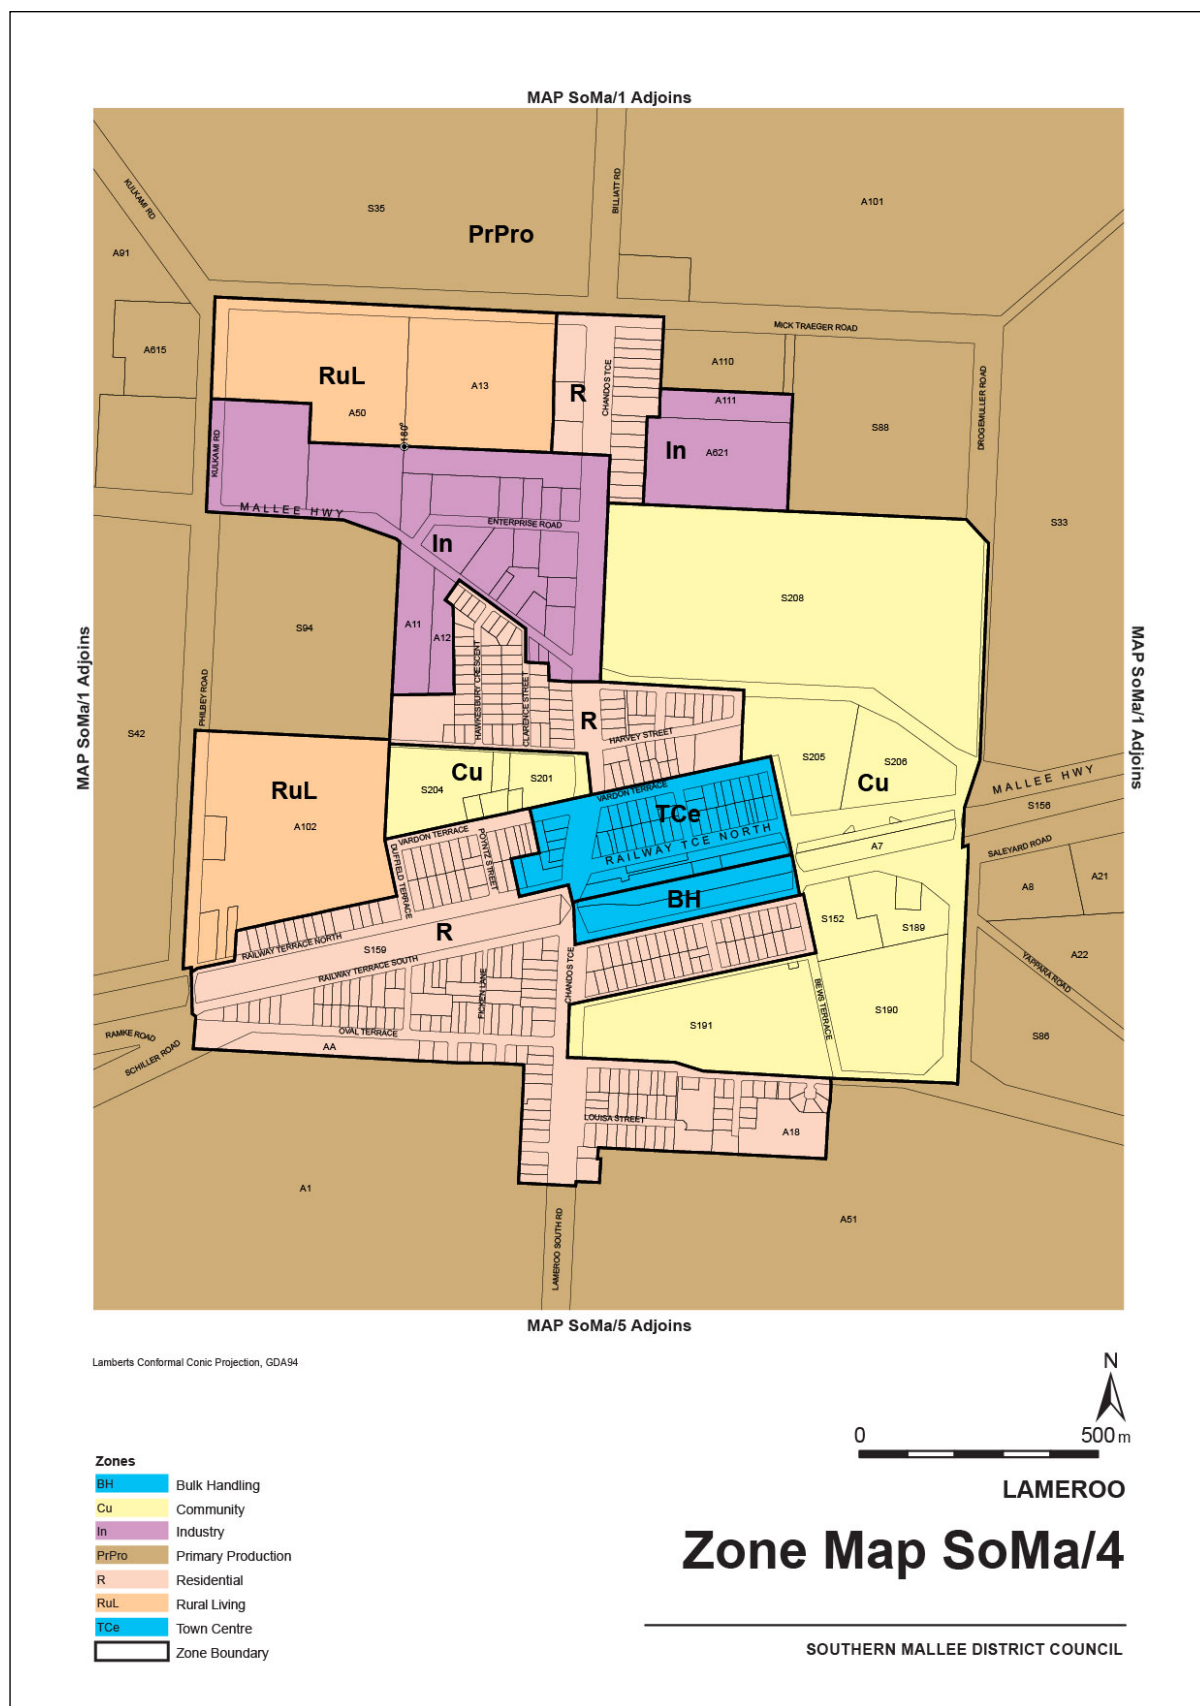 MAP SoMa/1 Adjoins
KULKAMI RD
S35
BILLIATT RD
A101
PrPro
A91
MICK TRAEGER ROAD
A615
RuL
A13
R
CHANDOS TCE
A110
A50
A111
S88
DROGEMULLER ROAD
180°
KULKAMI RD
In
A621
MALLEE HWY
ENTERPRISE ROAD
In
S33
S208
A11
A12
S94
MAP SoMa/1 Adjoins
MAP SoMa/1 Adjoins
HAWKESBURY CRESCENT
CLARENCE STREET
PHILBEY ROAD
R
S42
HARVEY STREET
S205
S206
Cu
S201
S204
Cu
MALLEE HWY
RuL
VARDON TERRACE
S156
A102
TCe
VARDON TERRACE
POYNTZ STREET
RAILWAY TCE NORTH
SALEYARD ROAD
A7
DUFFIELD TERRACE
A21
A8
BH
S152
S189
R
RAILWAY TERRACE NORTH
S159
A22
YAPPARA ROAD
RAILWAY TERRACE SOUTH
FICKEN LANE
CHANDOS TCE
BEWS TERRACE
S190
S191
RAMKE ROAD
OVAL TERRACE
S86
AA
SCHILLER ROAD
LOUISA STREET
A18
A1
A51
LAMEROO SOUTH RD
MAP SoMa/5 Adjoins
Lamberts Conformal Conic Projection, GDA94
N
0 500 m
LAMEROO
Zone Map SoMa/4
SOUTHERN MALLEE DISTRICT COUNCIL
Zones
BH Bulk Handling
Cu Community
In Industry
PrPro Primary Production
R Residential
RuL Rural Living
TCe Town Centre
Zone Boundary